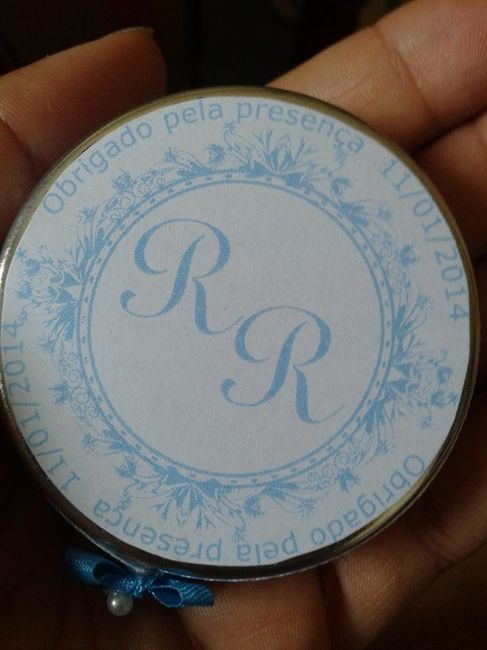 Obrigado pela presença
11/01/2014
Obrigado pela presença
11/01/2014
R
R